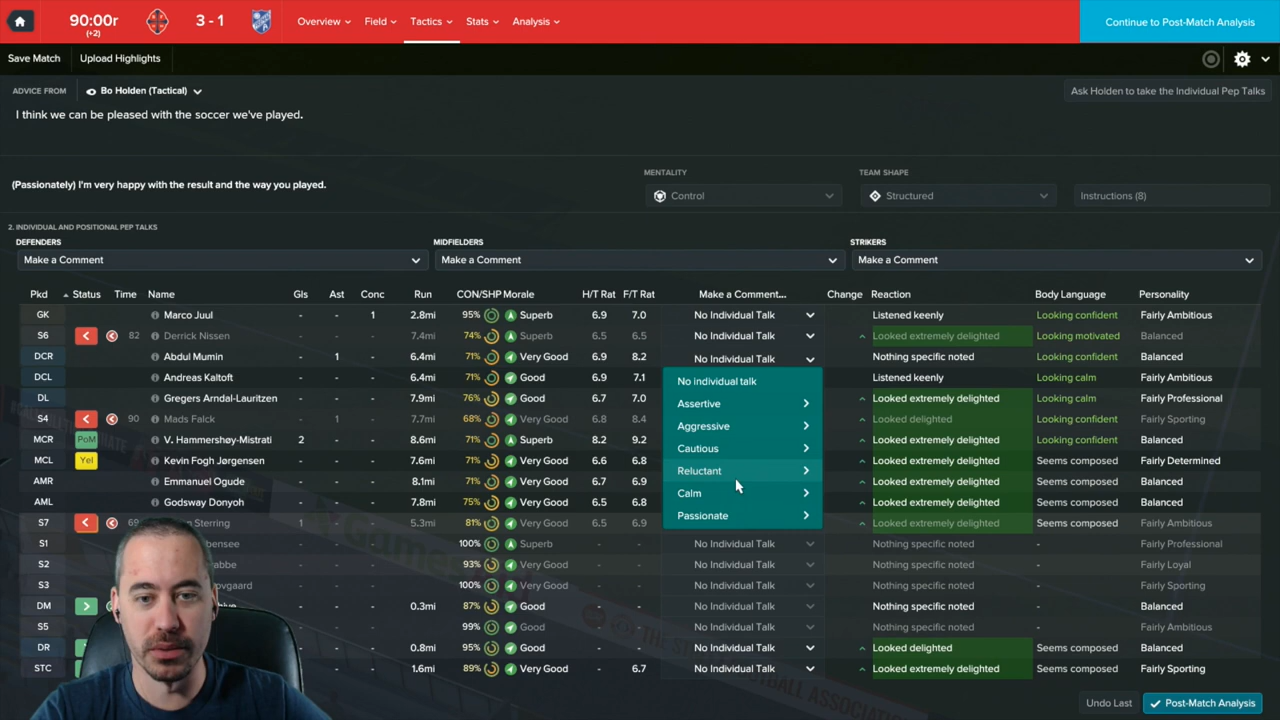 90:00r
(+2)
3 - 1
Overview
Field
Tactics
Stats
Analysis
Continue to Post-Match Analysis
Save Match
Upload Highlights
ADVICE FROM
Bo Holden (Tactical)
Ask Holden to take the Individual Pep Talks
I think we can be pleased with the soccer we've played.
(Passionately) I'm very happy with the result and the way you played.
MENTALITY
TEAM SHAPE
Control
Structured
Instructions (8)
2. INDIVIDUAL AND POSITIONAL PEP TALKS
DEFENDERS
MIDFIELDERS
STRIKERS
Make a Comment
Make a Comment
Make a Comment
Pkd Status Time Name Gls Ast Conc Run CON/SHP Morale H/T Rat F/T Rat Make a Comment... Change Reaction Body Language Personality
GK Marco Juul - - 1 2.8mi 95% Superb 6.9 7.0 No Individual Talk Listened keenly Looking confident Fairly Ambitious
S6 82 Derrick Nissen - - - 7.4mi 74% Superb 6.5 6.5 No Individual Talk Looked extremely delighted Looking motivated Balanced
DCR Abdul Mumin - 1 - 6.4mi 71% Very Good 6.9 8.2 No Individual Talk Nothing specific noted Looking confident Balanced
DCL Andreas Kaltoft - - - 6.4mi 71% Good 6.9 7.1 No individual talk Listened keenly Looking calm Fairly Ambitious
DL Gregers Arndal-Lauritzen - - - 7.9mi 76% Good 6.7 7.0 Assertive Looked extremely delighted Looking calm Fairly Professional
S4 90 Mads Falck - 1 - 7.7mi 68% Very Good 6.8 8.4 Aggressive Looked delighted Looking confident Fairly Sporting
MCR PoM V. Hammershøy-Mistrati 2 - - 8.6mi 71% Superb 8.2 9.2 Cautious Looked extremely delighted Looking confident Balanced
MCL Yel Kevin Fogh Jørgensen - - - 7.6mi 71% Very Good 6.6 6.8 Reluctant Looked extremely delighted Seems composed Fairly Determined
AMR Emmanuel Ogude - - - 8.1mi 71% Very Good 6.7 6.9 Calm Looked extremely delighted Seems composed Balanced
AML Godsway Donyoh - - - 7.8mi 75% Very Good 6.5 6.8 Passionate Looked extremely delighted Seems composed Balanced
S7 Sterring 1 - - 5.3mi 81% Very Good 6.5 6.9 No Individual Talk Looked extremely delighted Seems composed Fairly Ambitious
S1 - - - 100% Superb - - No Individual Talk Nothing specific noted - Fairly Professional
S2 - - - 93% Very Good - - No Individual Talk Nothing specific noted - Fairly Loyal
S3 - - - 100% Very Good - - No Individual Talk Nothing specific noted - Fairly Sporting
DM - - - 0.3mi 87% Good - - No Individual Talk Nothing specific noted - Balanced
S5 - - - 99% Good - - No Individual Talk Nothing specific noted - Fairly Ambitious
DR - - - 0.8mi 95% Good - - No Individual Talk Looked delighted Seems composed Balanced
STC - - - 1.6mi 89% Very Good - 6.7 No Individual Talk Looked extremely delighted Seems composed Fairly Sporting
Undo Last
Post-Match Analysis